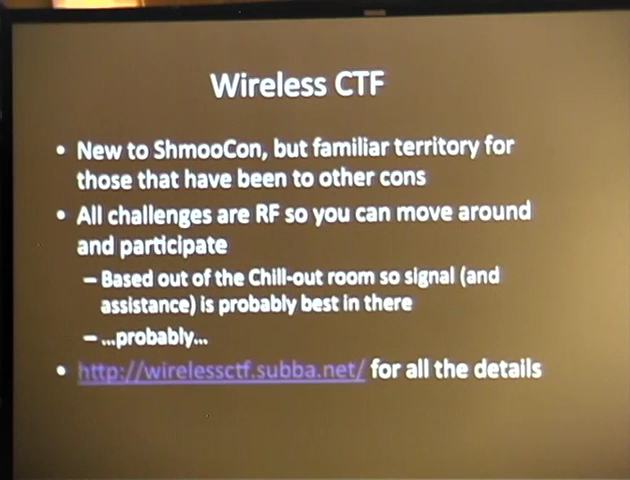 Wireless CTF
• New to ShmooCon, but familiar territory for
those that have been to other cons
• All challenges are RF so you can move around
and participate
– Based out of the Chill-out room so signal (and
assistance) is probably best in there
– ...probably...
• http://wirelessctf.subba.net/ for all the details